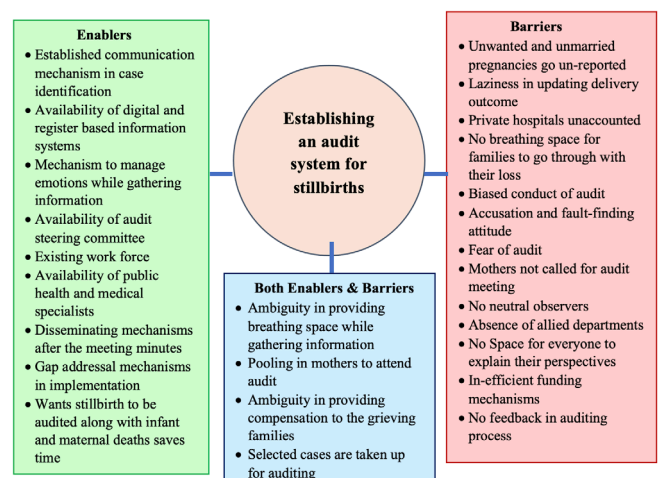 Enablers
• Established communication
mechanism in case
identification
• Availability of digital and
register based information
systems
• Mechanism to manage
emotions while gathering
information
• Availability of audit
steering committee
• Existing work force
• Availability of public
health and medical
specialists
• Disseminating mechanisms
after the meeting minutes
• Gap addressal mechanisms
in implementation
• Wants stillbirth to be
audited along with infant
and maternal deaths saves
time
Establishing
an audit
system for
stillbirths
Both Enablers & Barriers
• Ambiguity in providing
breathing space while
gathering information
• Pooling in mothers to attend
audit
• Ambiguity in providing
compensation to the grieving
families
• Selected cases are taken up
for auditing
Barriers
• Unwanted and unmarried
pregnancies go un-reported
• Laziness in updating delivery
outcome
• Private hospitals unaccounted
• No breathing space for
families to go through with
their loss
• Biased conduct of audit
• Accusation and fault-finding
attitude
• Fear of audit
• Mothers not called for audit
meeting
• No neutral observers
• Absence of allied departments
• No Space for everyone to
explain their perspectives
• In-efficient funding
mechanisms
• No feedback in auditing
process